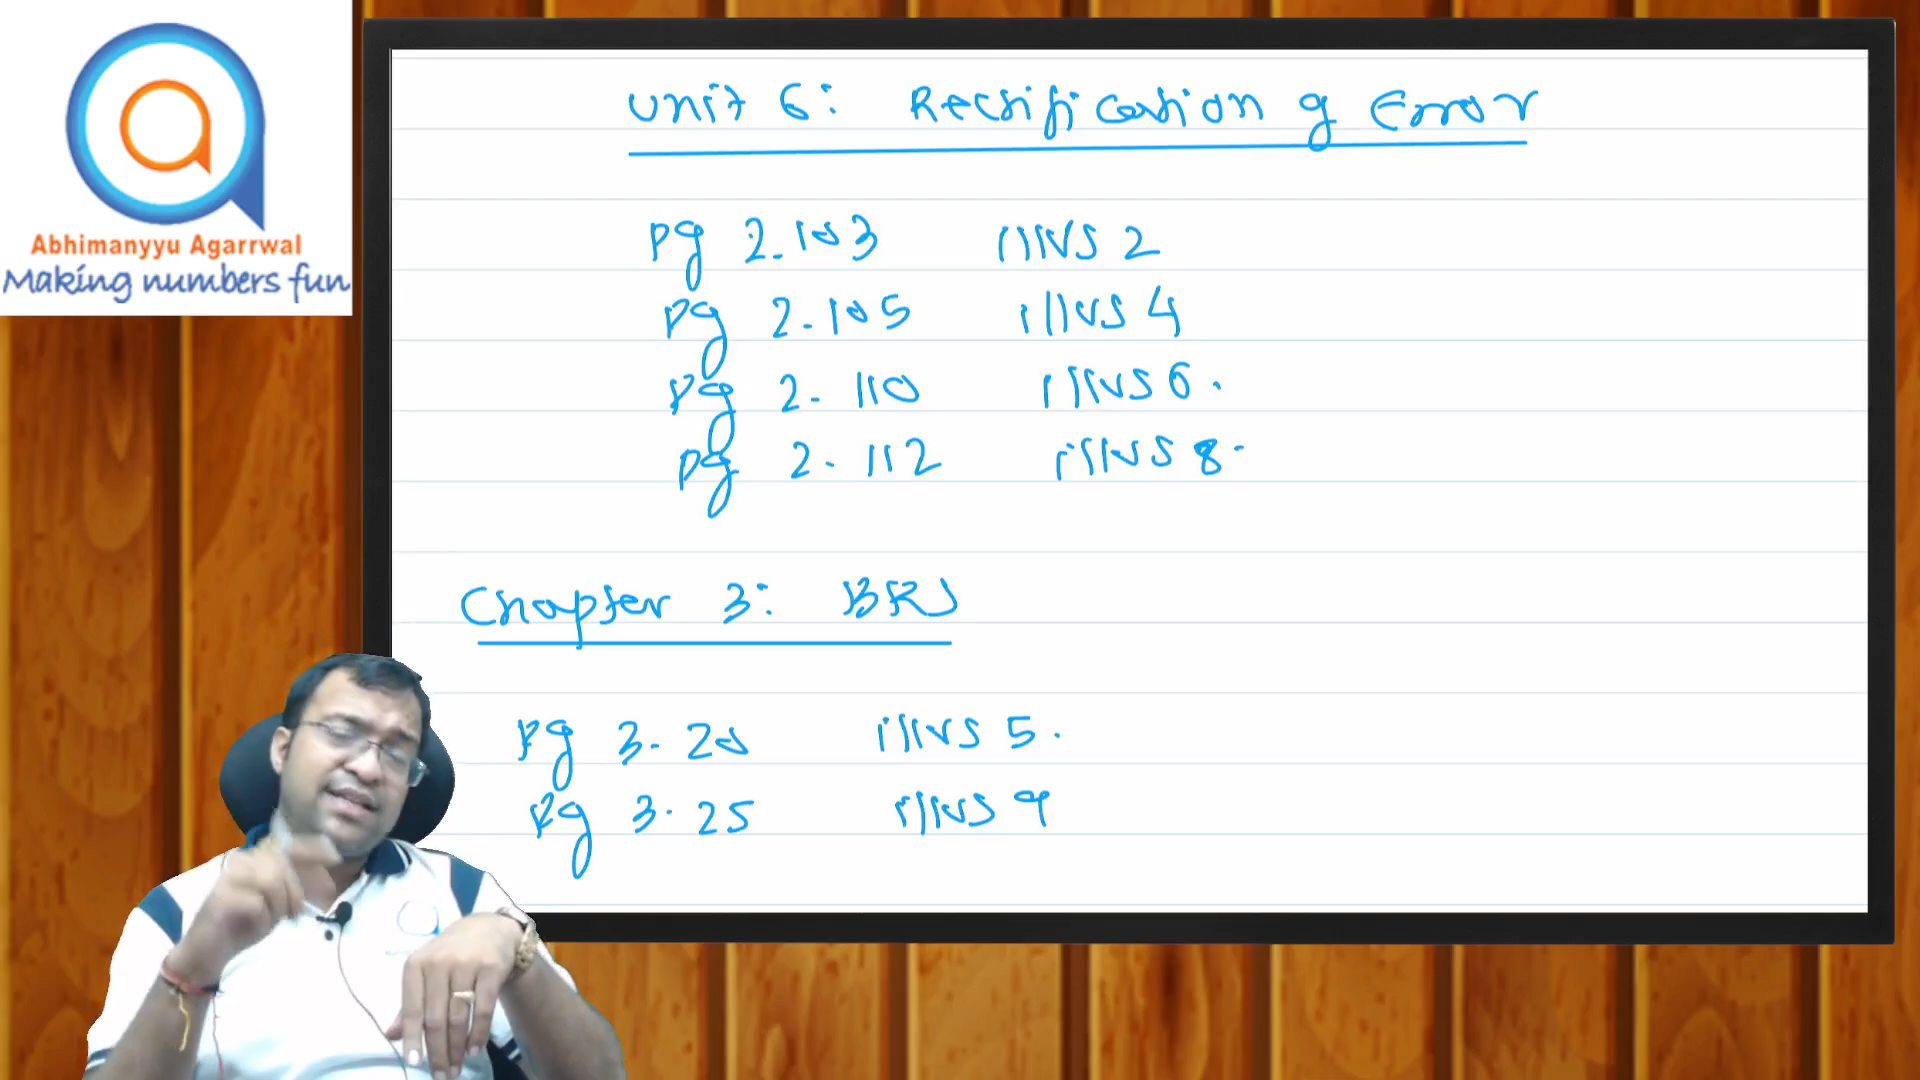 Abhimanyyu Agarrwal
Making numbers fun
Unit 6: Rectification of Error
pg 2.103 illus 2
pg 2.105 illus 4
pg 2.110 illus 6.
pg 2.112 illus 8.
Chapter 3: BRS
pg 3.20 illus 5.
pg 3.25 illus 9